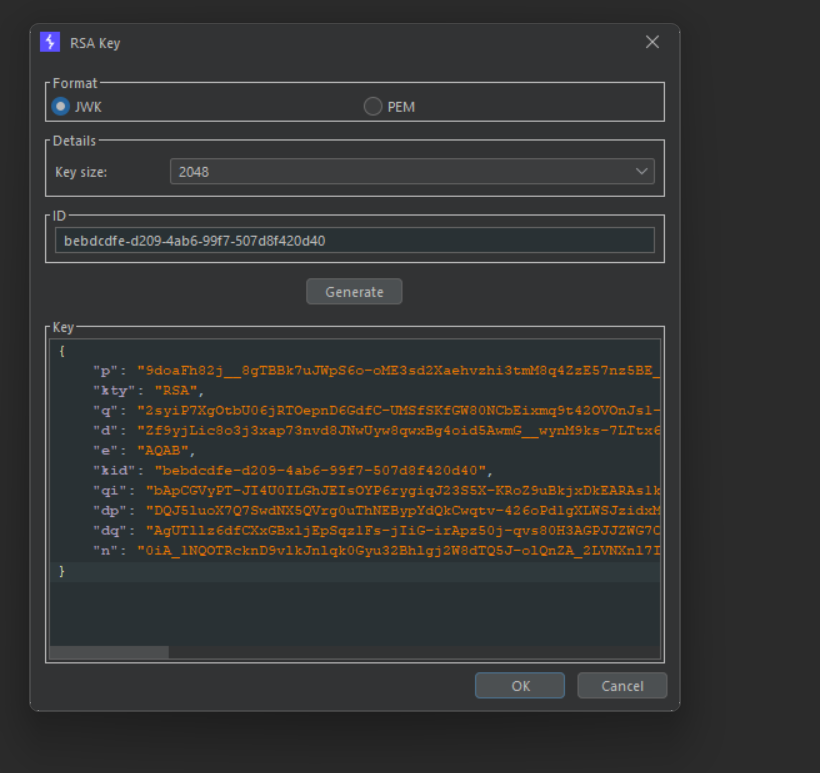 RSA Key
Format
JWK
PEM
Details
Key size:
2048
ID
bebdcdfe-d209-4ab6-99f7-507d8f420d40
Generate
Key
{
"p": "9doaFh82j__8gTBBk7uJWpS6o-oME3sd2Xaehvzhi3tmM8q4ZzE57nz5BE_
"kty": "RSA",
"q": "2syiP7XgOtbU06jRTOepnD6GdfC-UMSfSKfGW80NCbEixmq9t42OVOnJsl-
"d": "Zf9yjLic8o3j3xap73nvd8JNwUyw8qwxBg4oid5AwmG__wynM9ks-7LTtx6
"e": "AQAB",
"kid": "bebdcdfe-d209-4ab6-99f7-507d8f420d40",
"qi": "bApCGVyPT-JI4U0ILGhJEIsOYP6rygiqJ23S5X-KRoZ9uBkjxDkEARAslk
"dp": "DQJ5luoX7Q7SwdNX5QVrg0uThNEBypYdQkCwqtv-426oPdlgXLWSJzidxM
"dq": "AgUTllz6dfCXxGBxljEpSqzlFs-jIiG-irApz50j-qvs80H3AGPJJZWG7C
"n": "0iA_lNQOTRcknD9vlkJnlqk0Gyu32Bhlgj2W8dTQ5J-olQnZA_2LVNXnl7I
}
OK
Cancel